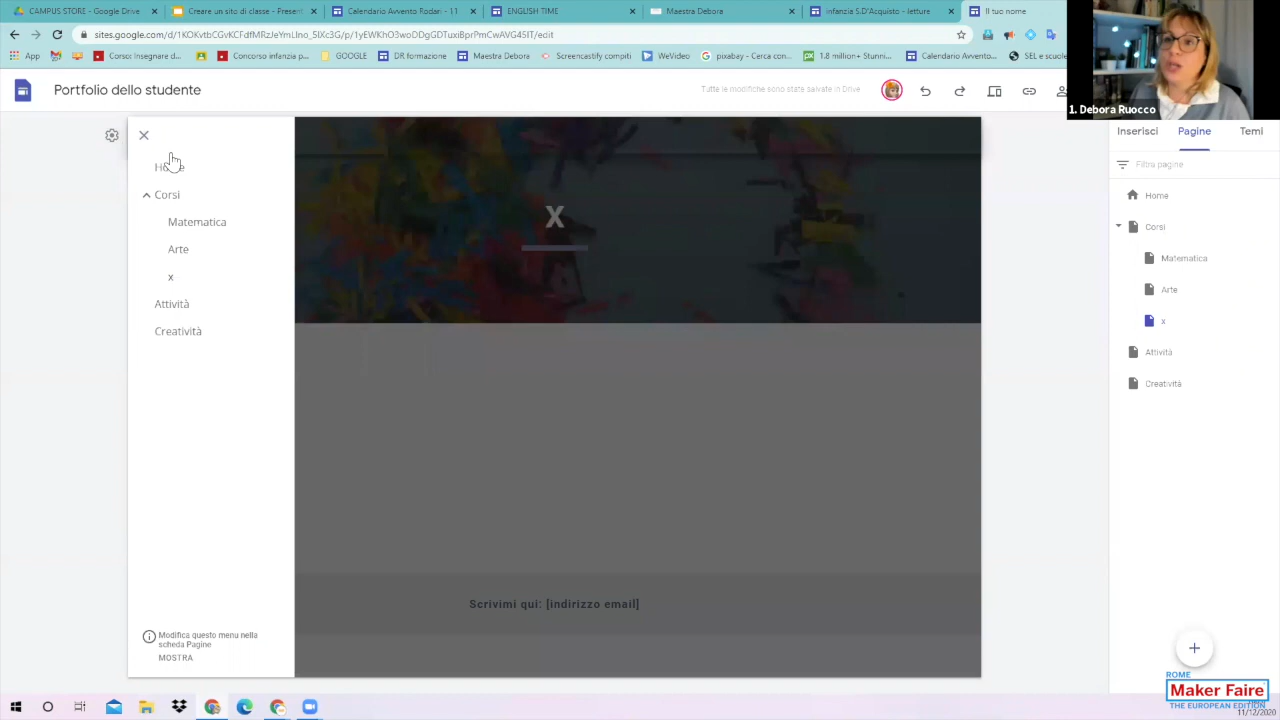 CAMPUS STORE - Drive
Creare un sito di classe - Present
Calendario Avvento Rodari - 11
ENGLISH TIME
Maestra Debora
infanzia S.D'Acquisto - letture
Il tuo nome
sites.google.com/d/
/edit
App
Corso Insegnare d...
Concorso infanzia p...
GOOGLE
DR formazione
Maestra Debora
Screencastify compiti
WeVideo
pixabay - Cerca con...
1.8 million+ Stunni...
Calendario Avvento...
SEL e scuole
1. Debora Ruocco
Portfolio dello studente
Tutte le modifiche sono state salvate in Drive
Inserisci
Pagine
Temi
Filtra pagine
Home
Corsi
Matematica
Arte
x
Attività
Creatività
Home
Corsi
Matematica
Arte
x
Attività
Creatività
X
Scrivimi qui: [indirizzo email]
Modifica questo menu nella
scheda Pagine
MOSTRA
ROME
Maker Faire
THE EUROPEAN EDITION
11/12/2020